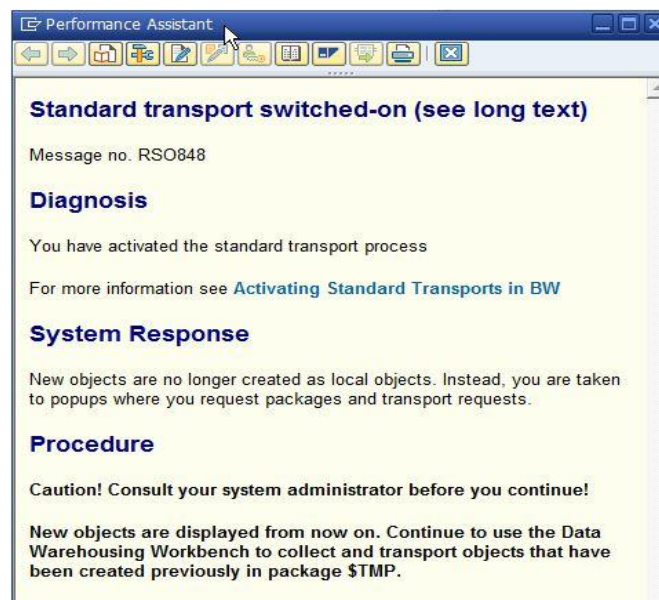 Performance Assistant
Standard transport switched-on (see long text)
Message no. RSO848
Diagnosis
You have activated the standard transport process
For more information see Activating Standard Transports in BW
System Response
New objects are no longer created as local objects. Instead, you are taken
to popups where you request packages and transport requests.
Procedure
Caution! Consult your system administrator before you continue!
New objects are displayed from now on. Continue to use the Data
Warehousing Workbench to collect and transport objects that have
been created previously in package $TMP.